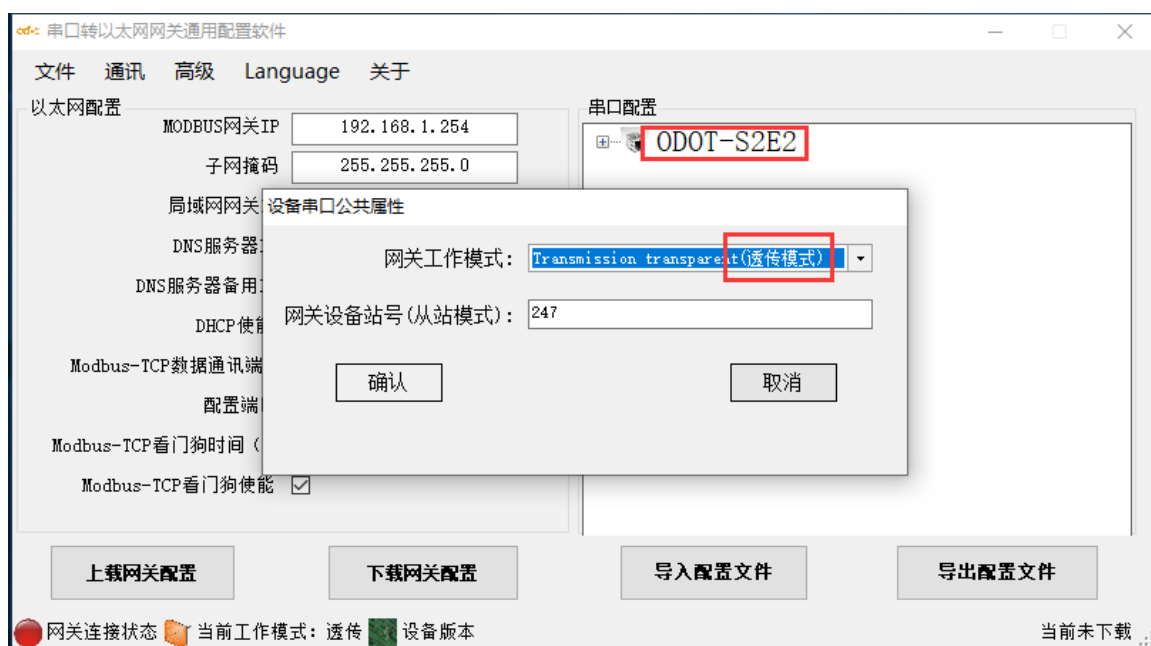 odot 串口转以太网网关通用配置软件
文件 通讯 高级 Language 关于
以太网配置
MODBUS网关IP 192.168.1.254
子网掩码 255.255.255.0
局域网网关
DNS服务器
DNS服务器备用
DHCP使能
Modbus-TCP数据通讯端
配置端
Modbus-TCP看门狗时间（
Modbus-TCP看门狗使能
串口配置
ODOT-S2E2
设备串口公共属性
网关工作模式: Transmission transparent(透传模式)
网关设备站号(从站模式): 247
确认 取消
上载网关配置 下载网关配置 导入配置文件 导出配置文件
网关连接状态 当前工作模式: 透传 设备版本 当前未下载